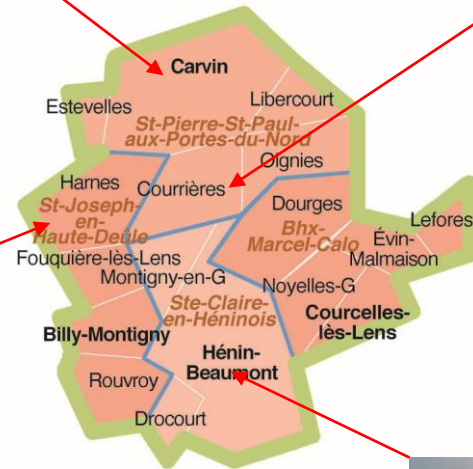 Carvin
Estevelles
Libercourt
St-Pierre-St-Paul-
aux-Portes-du-Nord
Oignies
Harnes
Courrières
St-Joseph-
en-
Haute-Deûle
Dourges
Bhx-
Marcel-Calo
Lefores
Évin-
Malmaison
Fouquière-lès-Lens
Montigny-en-G
Noyelles-G
Ste-Claire-
en-Héninois
Courcelles-
lès-Lens
Billy-Montigny
Hénin-
Beaumont
Rouvroy
Drocourt